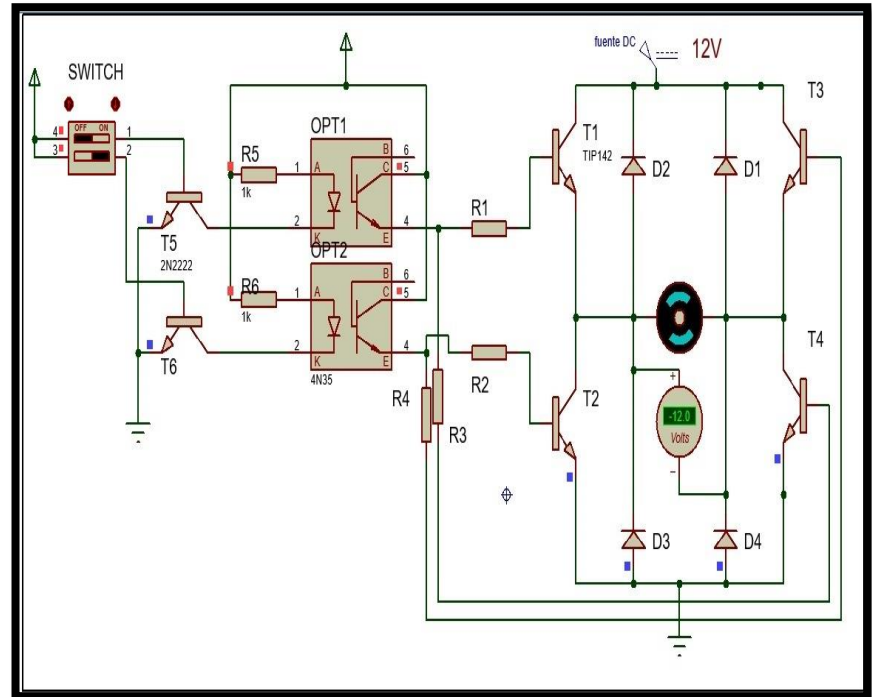 fuente DC
12V
SWITCH
T3
OFF ON
4
3
1
2
OPT1
T1
TIP142
B 6
C 5
R5
1k
1
A
D2
D1
R1
2
K
E
4
T5
2N2222
OPT2
B 6
C 5
R6
1k
1
A
T6
2
K
E
4
4N35
R2
T4
R4
R3
T2
+
-12.0
Volts
−
D3
D4